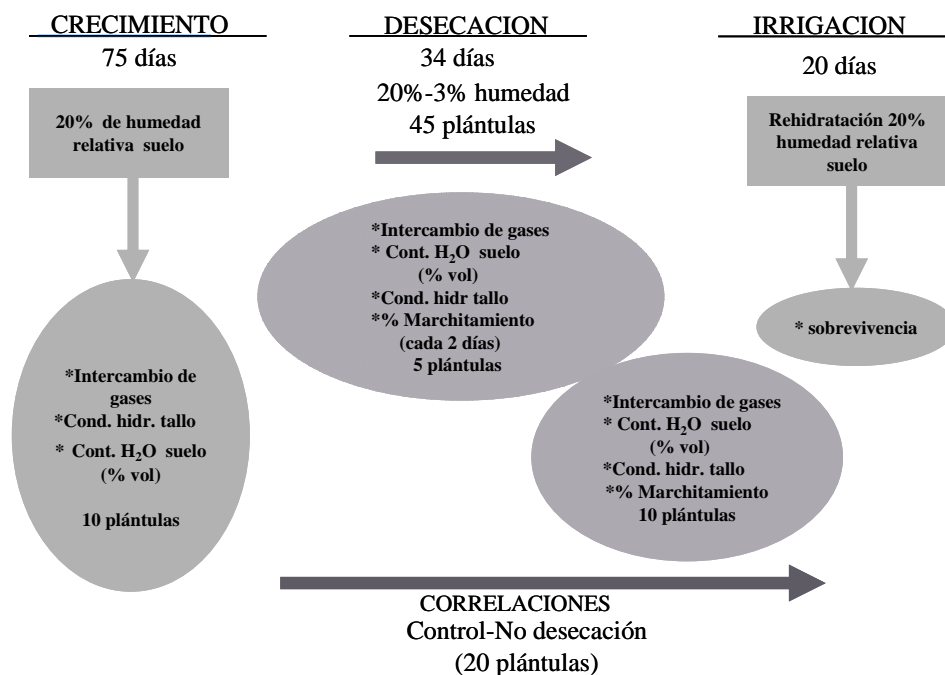 CRECIMIENTO
75 días
20% de humedad
relativa suelo
*Intercambio de
gases
*Cond. hidr. tallo
* Cont. H₂O suelo
(% vol)
10 plántulas
DESECACION
34 días
20%-3% humedad
45 plántulas
*Intercambio de gases
* Cont. H₂O suelo
(% vol)
*Cond. hidr tallo
*% Marchitamiento
(cada 2 días)
5 plántulas
*Intercambio de gases
* Cont. H₂O suelo
(% vol)
*Cond. hidr. tallo
*% Marchitamiento
10 plántulas
IRRIGACION
20 días
Rehidratación 20%
humedad relativa
suelo
* sobrevivencia
CORRELACIONES
Control-No desecación
(20 plántulas)